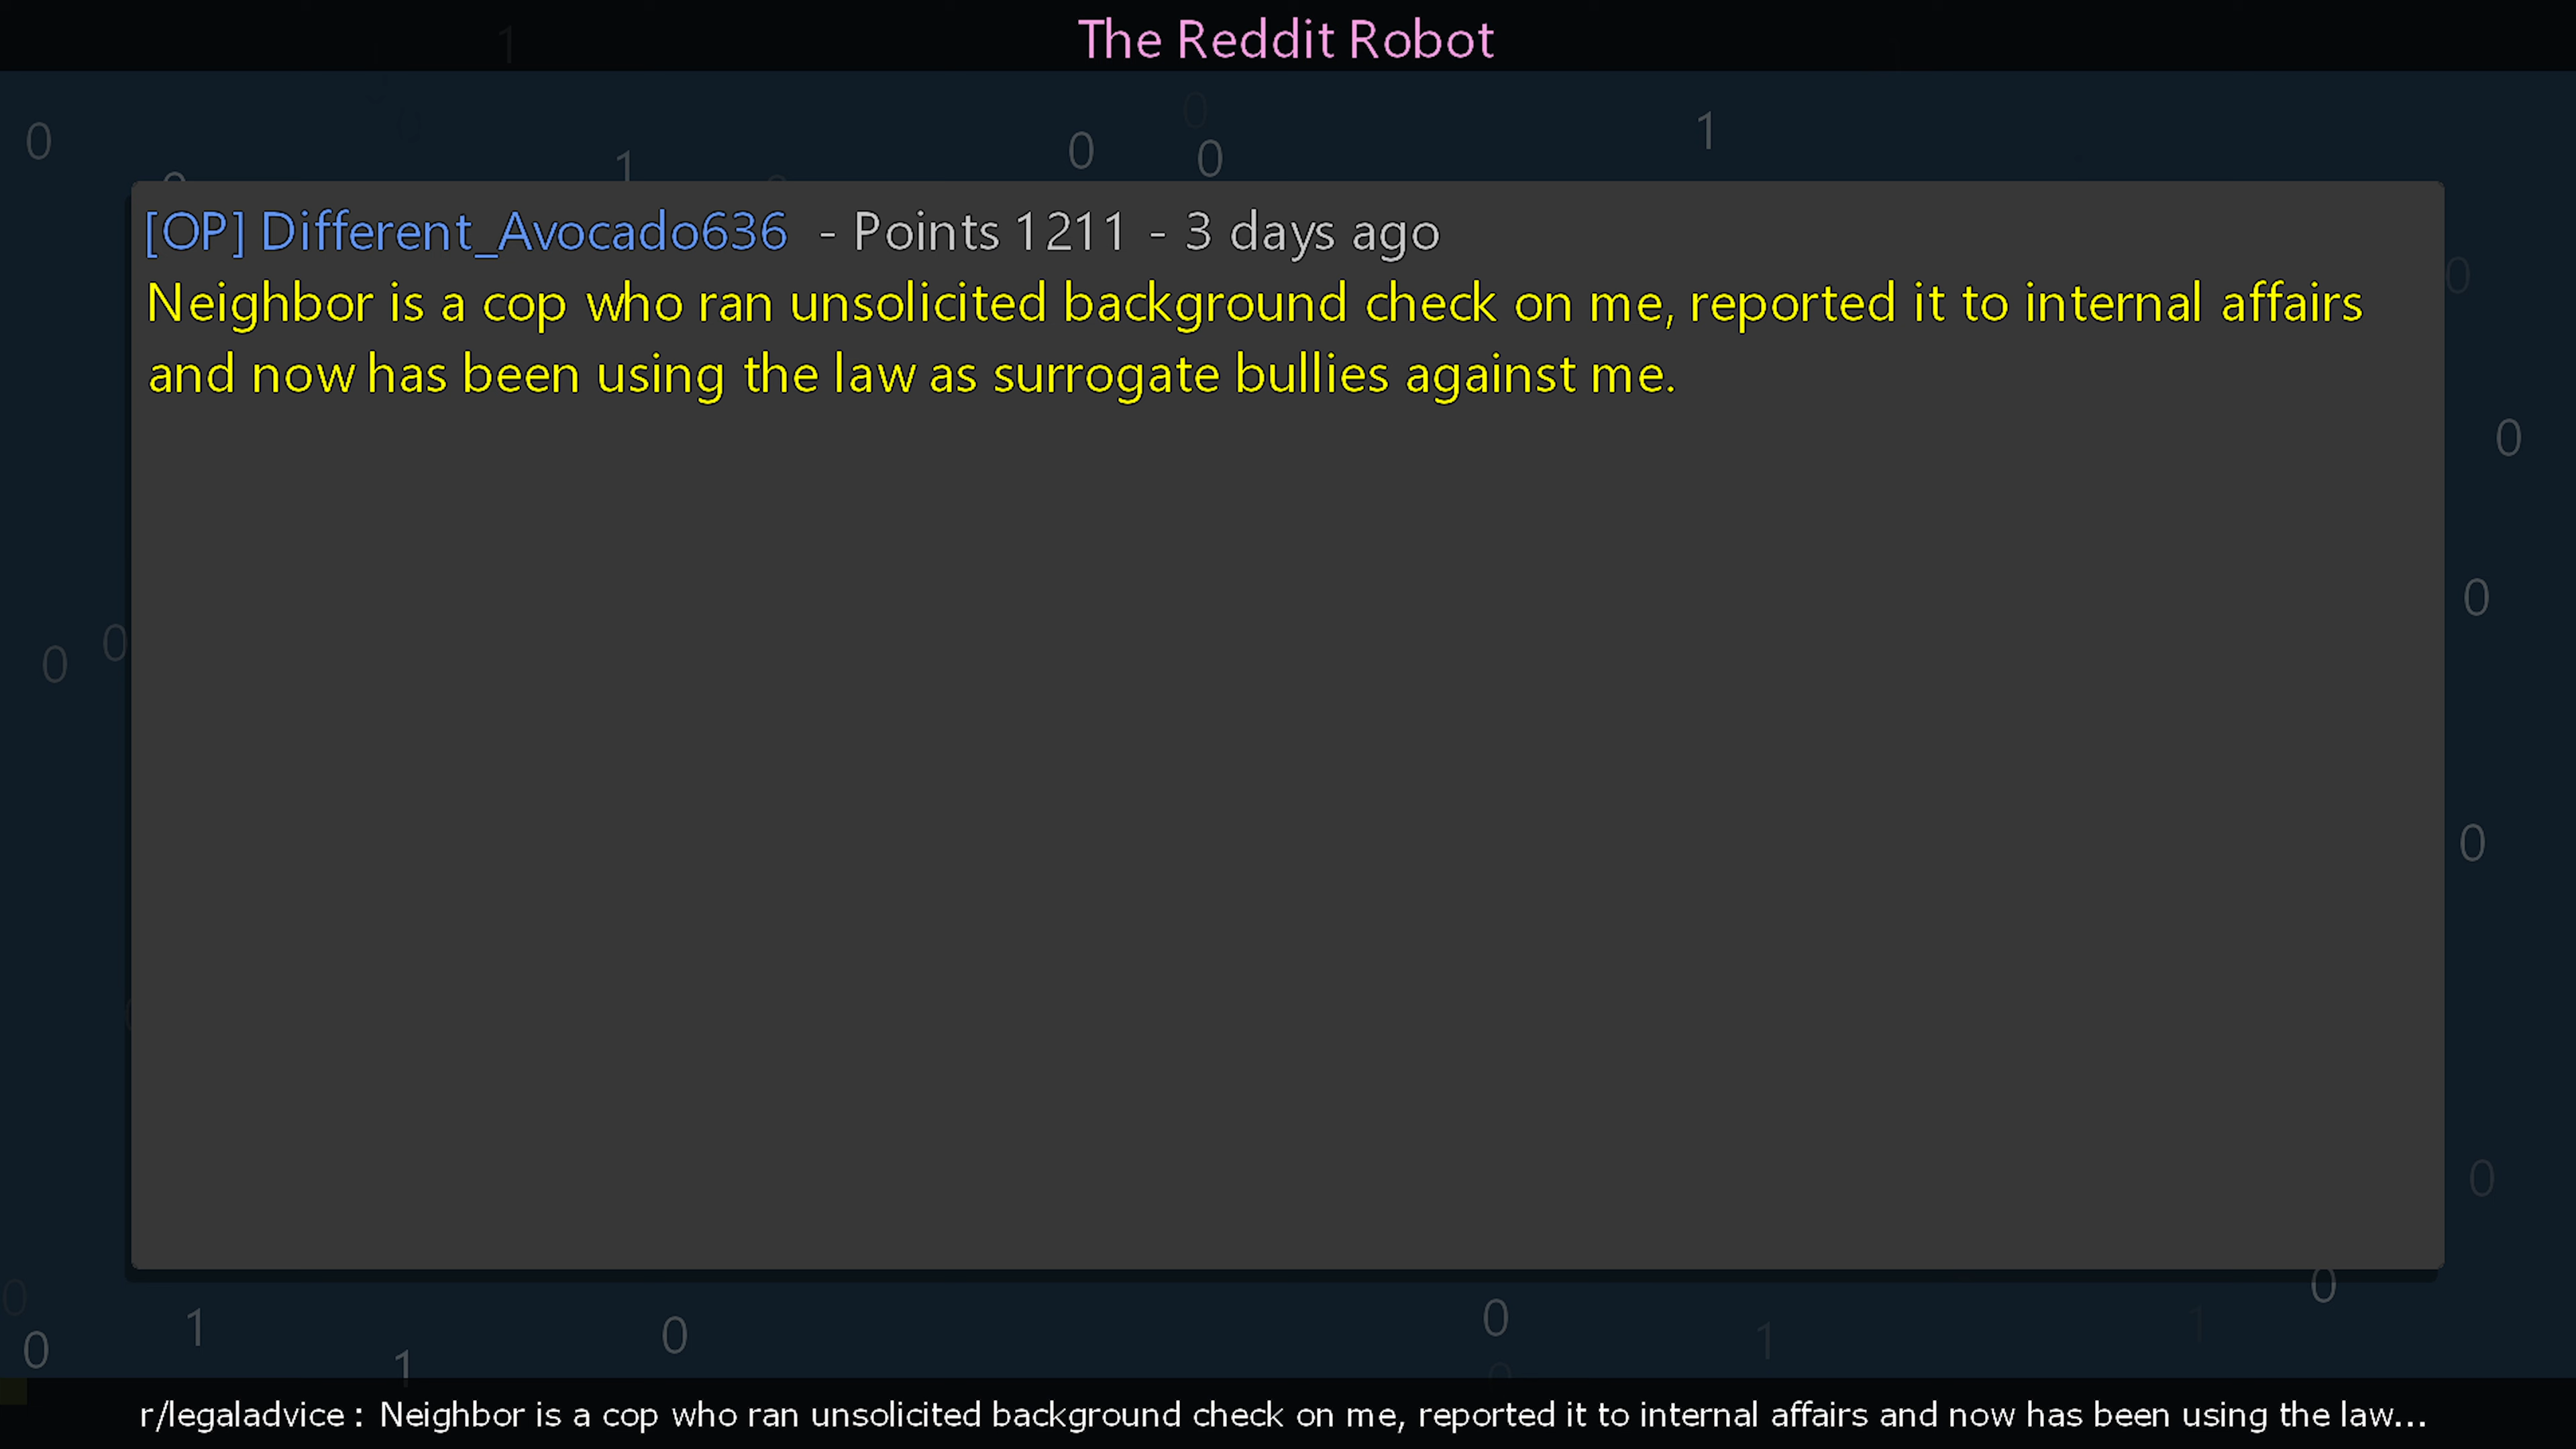 The Reddit Robot
[OP] Different_Avocado636 - Points 1211 - 3 days ago
Neighbor is a cop who ran unsolicited background check on me, reported it to internal affairs
and now has been using the law as surrogate bullies against me.
r/legaladvice : Neighbor is a cop who ran unsolicited background check on me, reported it to internal affairs and now has been using the law...